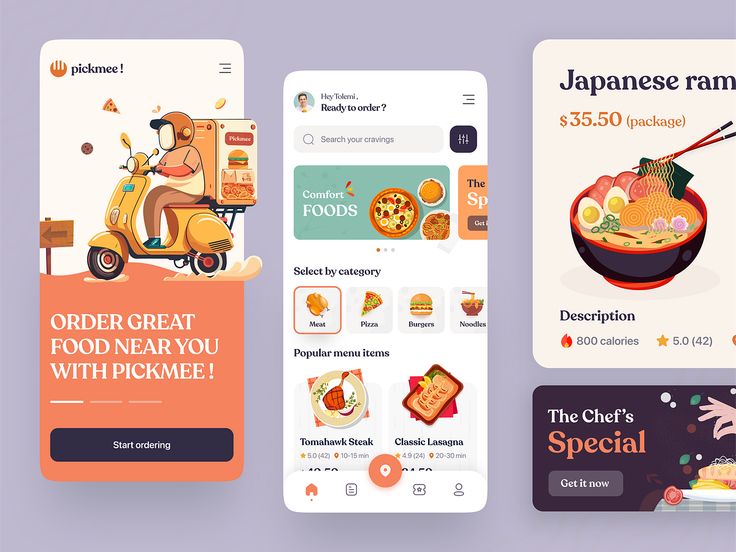 pickmee !
Pickmee
ORDER GREAT
FOOD NEAR YOU
WITH PICKMEE !
Start ordering
Hey Tolemi ,
Ready to order ?
Search your cravings
Comfort
FOODS
The
Sp
Get i
Select by category
Meat
Pizza
Burgers
Noodles
Popular menu items
Tomahawk Steak
5.0 (42) 10-15 min
Classic Lasagna
4.9 (24) 20-30 min
Japanese ram
$ 35.50 (package)
Description
800 calories 5.0 (42)
The Chef's
Special
Get it now